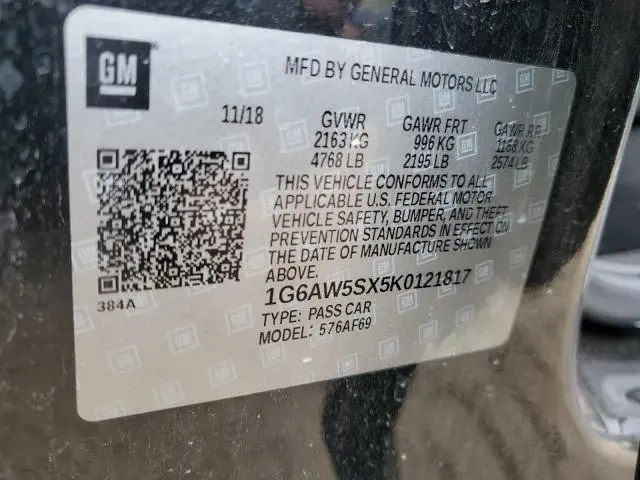 GM
MFD BY GENERAL MOTORS LLC
11/18 GVWR GAWR FRT GAWR RR
2163 KG 996 KG 1168 KG
4768 LB 2195 LB 2574 LB
THIS VEHICLE CONFORMS TO ALL
APPLICABLE U.S. FEDERAL MOTOR
VEHICLE SAFETY, BUMPER, AND THEFT
PREVENTION STANDARDS IN EFFECT ON
THE DATE OF MANUFACTURE SHOWN
ABOVE.
384A
1G6AW5SX5K0121817
TYPE: PASS CAR
MODEL: 576AF69